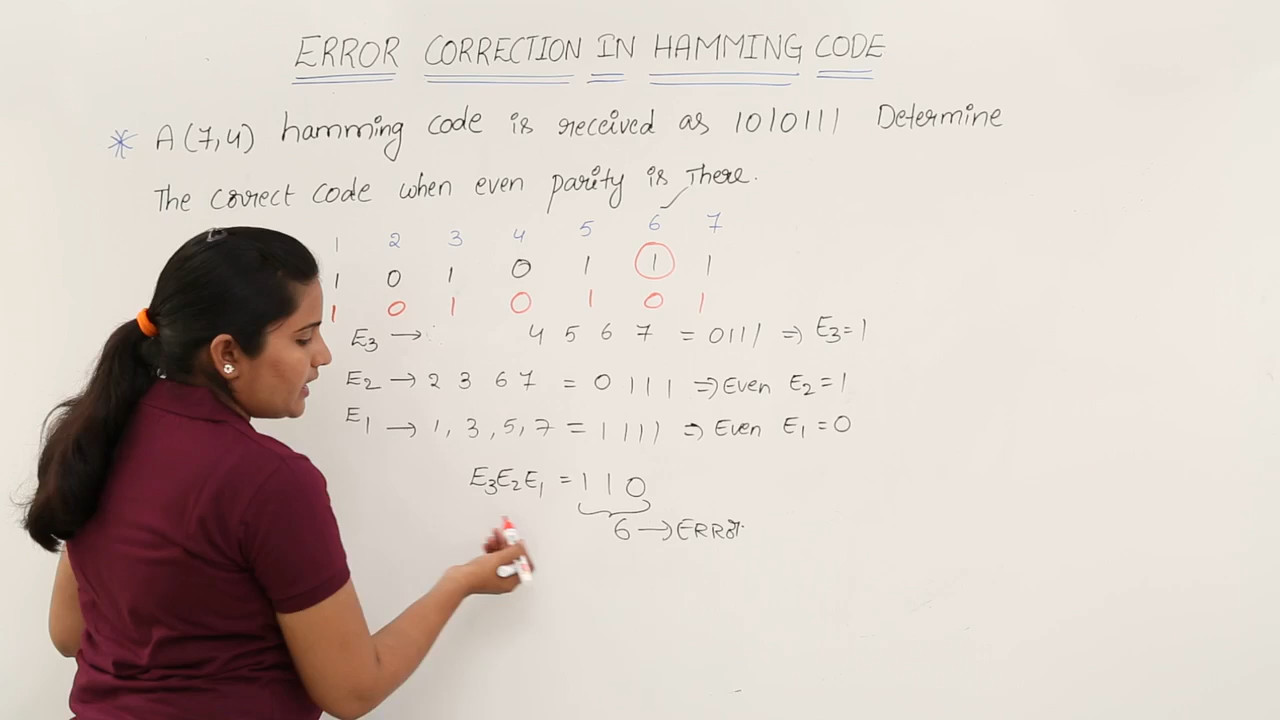 ERROR CORRECTION IN HAMMING CODE
* A (7,4) hamming code is received as 1010111 Determine
The correct code when even parity is There.
1 2 3 4 5 6 7
1 0 1 0 1 1 1
1 0 1 0 1 0 1
E3 → 4 5 6 7 = 0111 ⇒ E3=1
E2 → 2 3 6 7 = 0 1 1 1 ⇒ Even E2=1
E1 → 1, 3, 5, 7 = 1111 ⇒ Even E1=0
E3E2E1 = 1 1 0
6 → ERROR